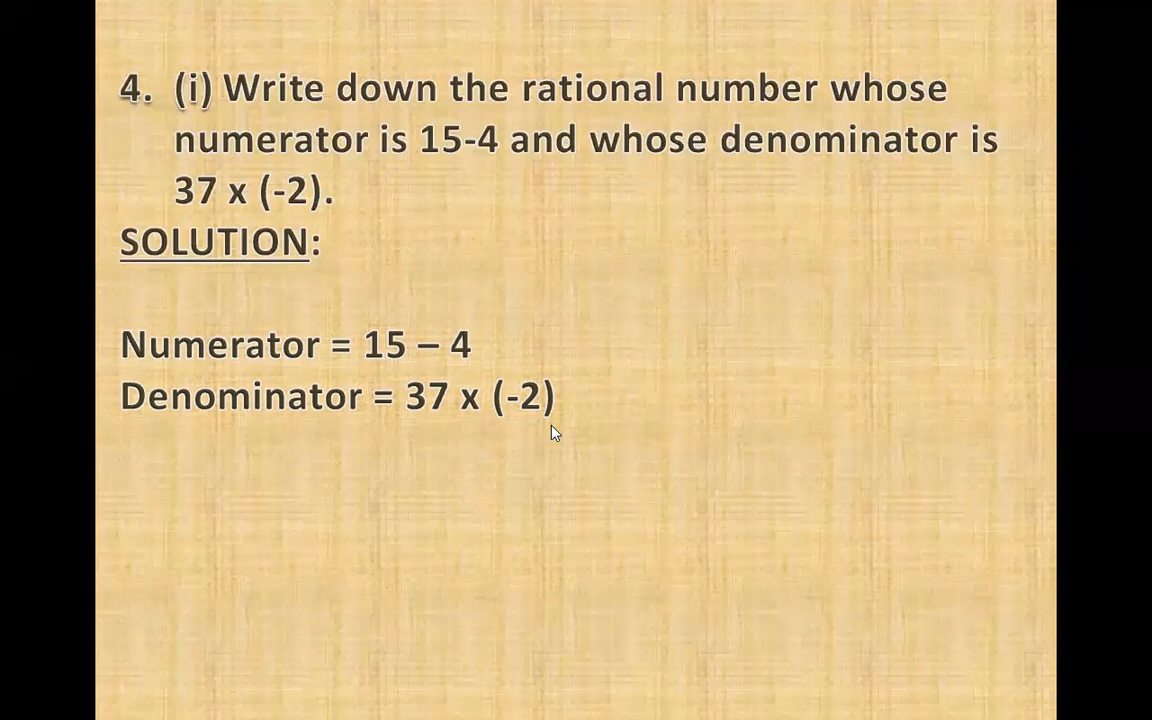 4. (i) Write down the rational number whose
numerator is 15-4 and whose denominator is
37 x (-2).
SOLUTION:
Numerator = 15 – 4
Denominator = 37 x (-2)